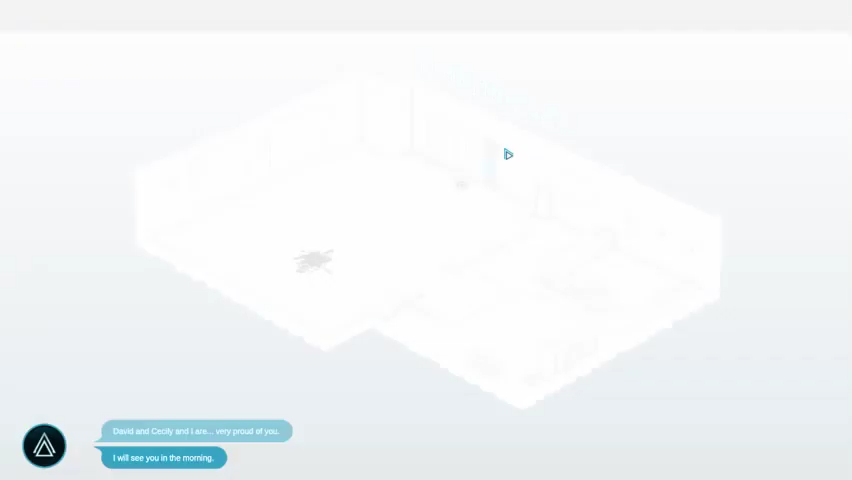 David and Cecily and I are... very proud of you.
I will see you in the morning.